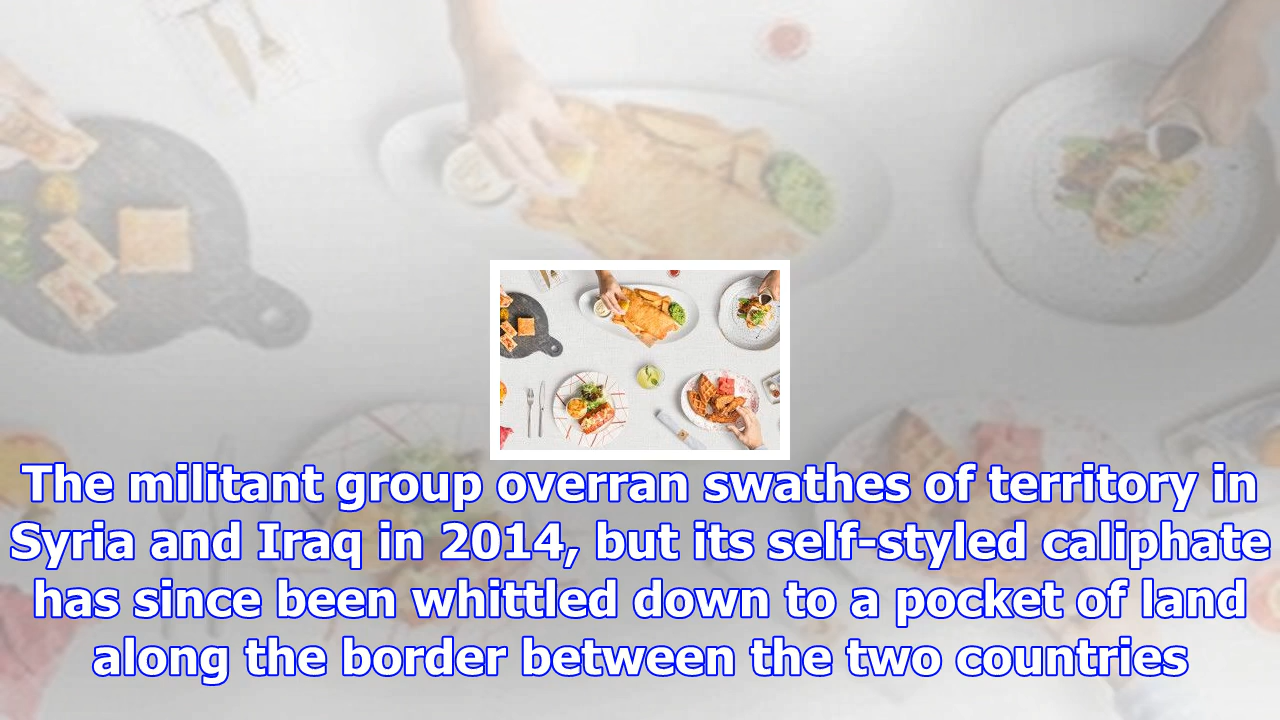 The militant group overran swathes of territory in
Syria and Iraq in 2014, but its self-styled caliphate
has since been whittled down to a pocket of land
along the border between the two countries